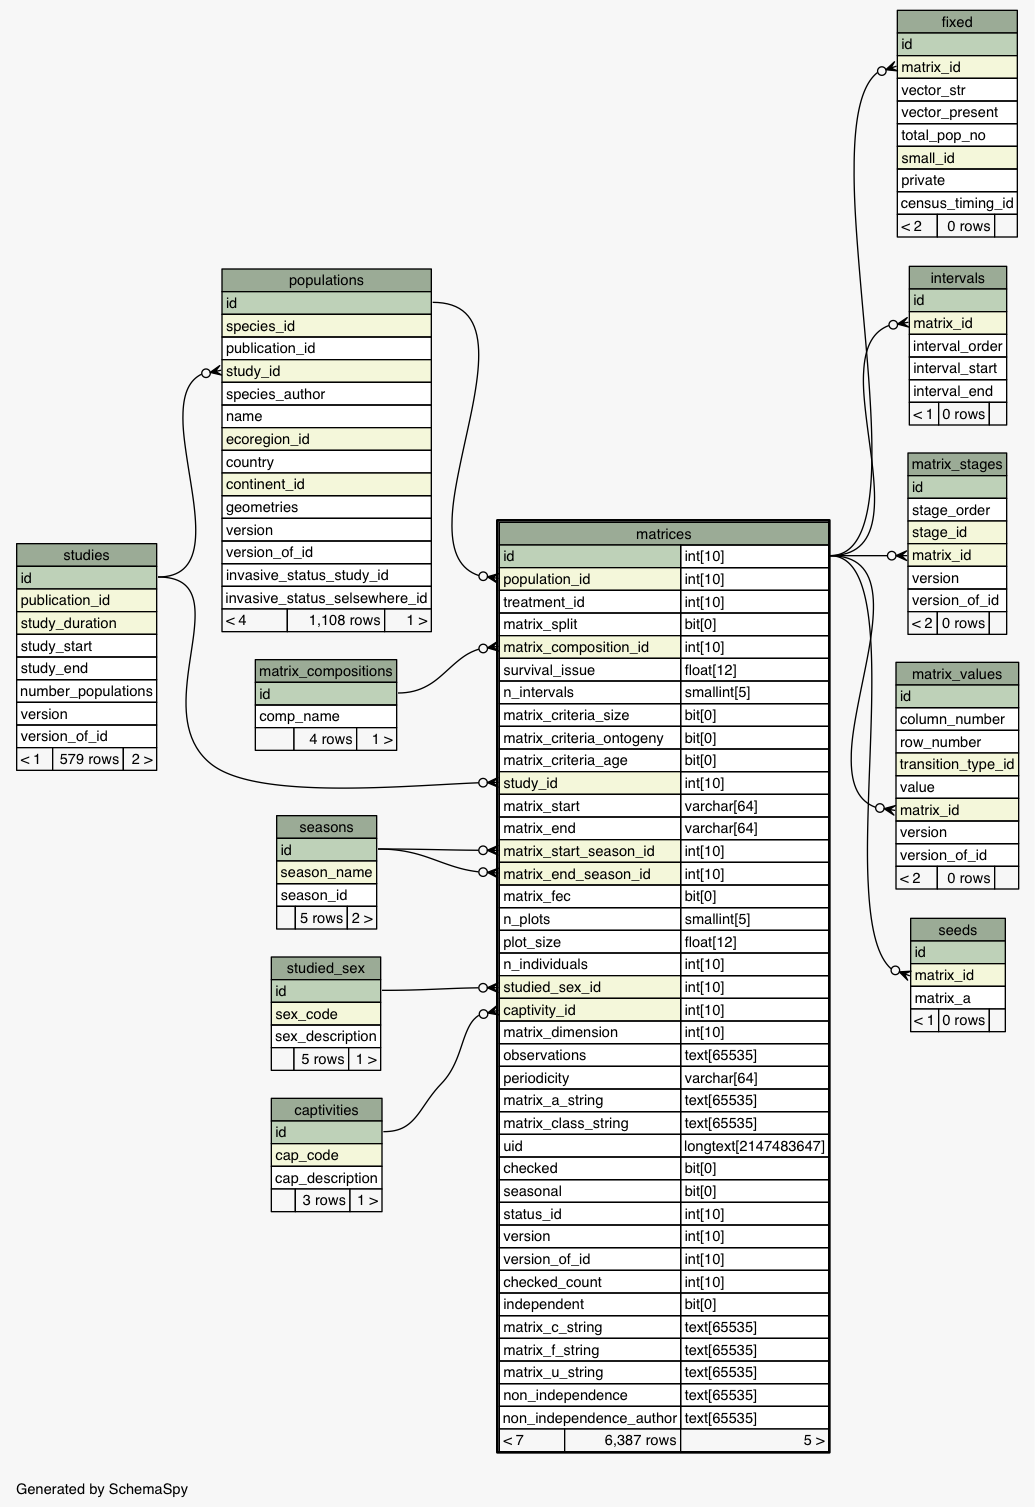 fixed
id
matrix_id
vector_str
vector_present
total_pop_no
small_id
private
census_timing_id
< 2 0 rows
intervals
id
matrix_id
interval_order
interval_start
interval_end
< 1 0 rows
matrix_stages
id
stage_order
stage_id
matrix_id
version
version_of_id
< 2 0 rows
matrix_values
id
column_number
row_number
transition_type_id
value
matrix_id
version
version_of_id
< 2 0 rows
seeds
id
matrix_id
matrix_a
< 1 0 rows
populations
id
species_id
publication_id
study_id
species_author
name
ecoregion_id
country
continent_id
geometries
version
version_of_id
invasive_status_study_id
invasive_status_selsewhere_id
< 4 1,108 rows 1 >
studies
id
publication_id
study_duration
study_start
study_end
number_populations
version
version_of_id
< 1 579 rows 2 >
matrix_compositions
id
comp_name
4 rows 1 >
seasons
id
season_name
season_id
5 rows 2 >
studied_sex
id
sex_code
sex_description
5 rows 1 >
captivities
id
cap_code
cap_description
3 rows 1 >
matrices
id int[10]
population_id int[10]
treatment_id int[10]
matrix_split bit[0]
matrix_composition_id int[10]
survival_issue float[12]
n_intervals smallint[5]
matrix_criteria_size bit[0]
matrix_criteria_ontogeny bit[0]
matrix_criteria_age bit[0]
study_id int[10]
matrix_start varchar[64]
matrix_end varchar[64]
matrix_start_season_id int[10]
matrix_end_season_id int[10]
matrix_fec bit[0]
n_plots smallint[5]
plot_size float[12]
n_individuals int[10]
studied_sex_id int[10]
captivity_id int[10]
matrix_dimension int[10]
observations text[65535]
periodicity varchar[64]
matrix_a_string text[65535]
matrix_class_string text[65535]
uid longtext[2147483647]
checked bit[0]
seasonal bit[0]
status_id int[10]
version int[10]
version_of_id int[10]
checked_count int[10]
independent bit[0]
matrix_c_string text[65535]
matrix_f_string text[65535]
matrix_u_string text[65535]
non_independence text[65535]
non_independence_author text[65535]
< 7 6,387 rows 5 >
Generated by SchemaSpy